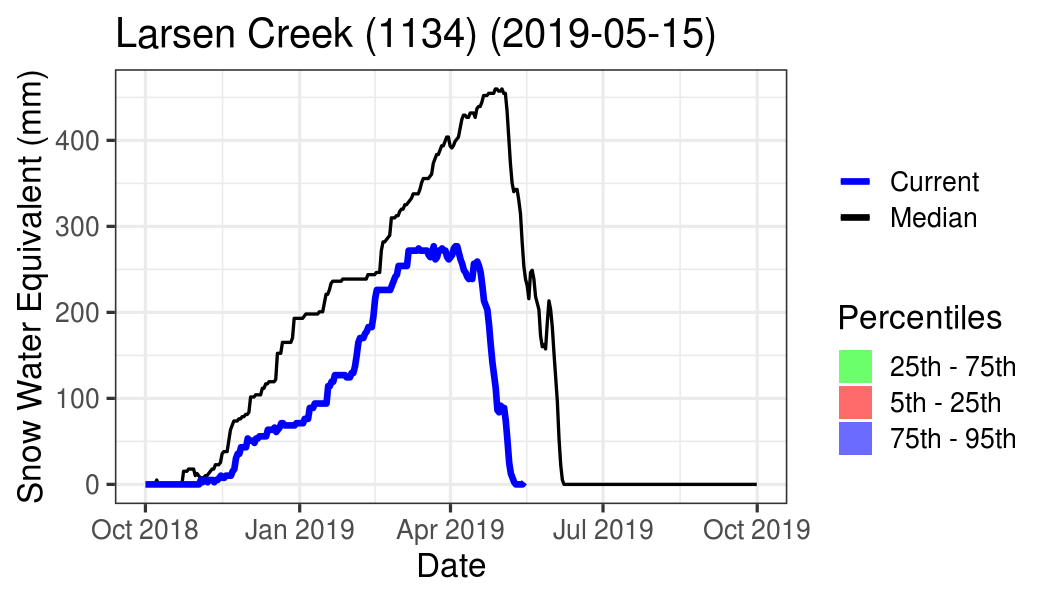 Larsen Creek (1134) (2019-05-15)
Snow Water Equivalent (mm)
400
300
200
100
0
Oct 2018
Jan 2019
Apr 2019
Jul 2019
Oct 2019
Date
Current
Median
Percentiles
25th - 75th
5th - 25th
75th - 95th